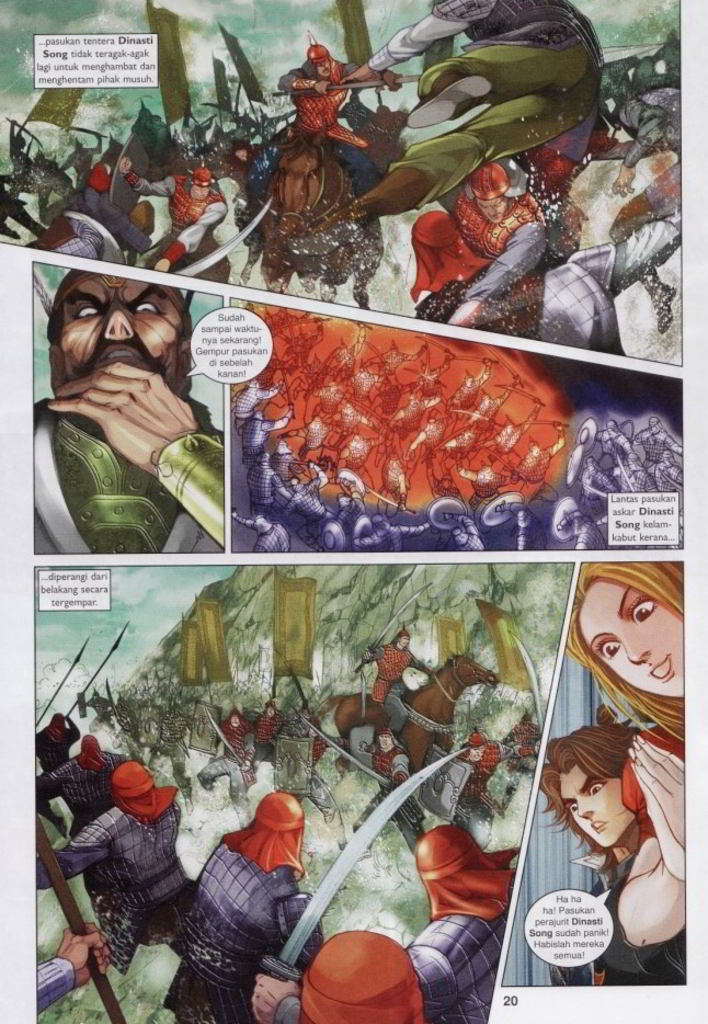 ...pasukan tentera Dinasti
Song tidak teragak-agak
lagi untuk menghambat dan
menghentam pihak musuh.
Sudah
sampai waktu-
nya sekarang!
Gempur pasukan
di sebelah
kanan!
Lantas pasukan
askar Dinasti
Song kelam-
kabut kerana...
...diperangi dari
belakang secara
tergempar.
Ha ha
ha! Pasukan
perajurit Dinasti
Song sudah panik!
Habislah mereka
semua!
20